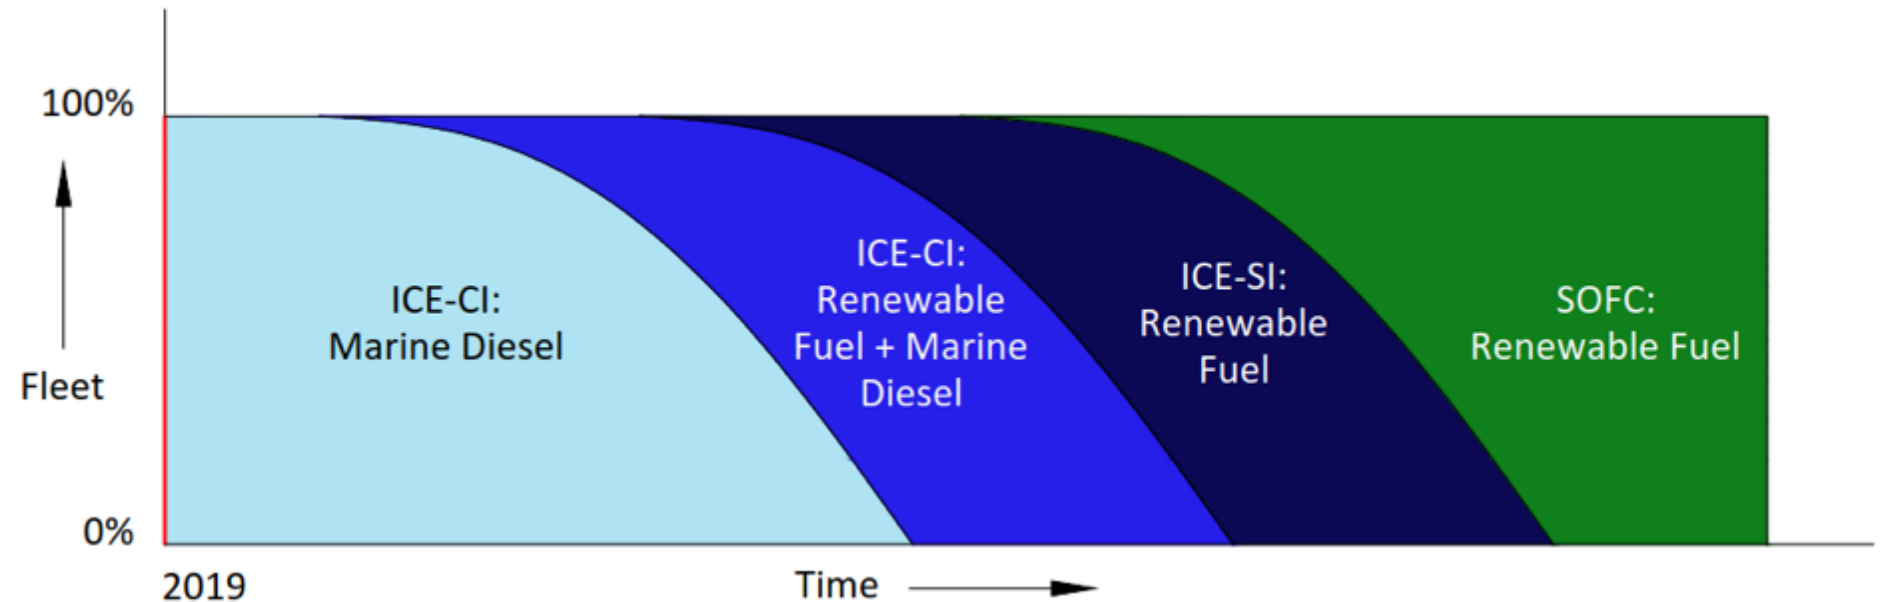 100%
Fleet
0%
2019
Time
ICE-CI:
Marine Diesel
ICE-CI:
Renewable
Fuel + Marine
Diesel
ICE-SI:
Renewable
Fuel
SOFC:
Renewable Fuel